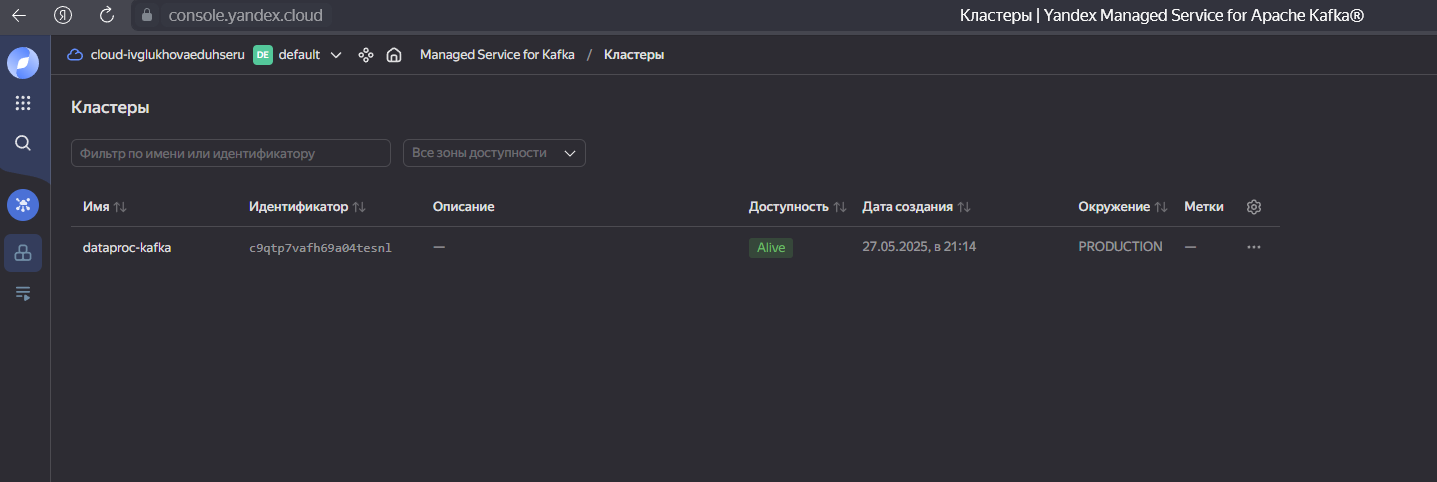 console.yandex.cloud Кластеры | Yandex Managed Service for Apache Kafka®
cloud-ivglukhovaeduhseru DE default Managed Service for Kafka / Кластеры
Кластеры
Фильтр по имени или идентификатору Все зоны доступности
Имя Идентификатор Описание Доступность Дата создания Окружение Метки
dataproc-kafka c9qtp7vafh69a04tesnl — Alive 27.05.2025, в 21:14 PRODUCTION —